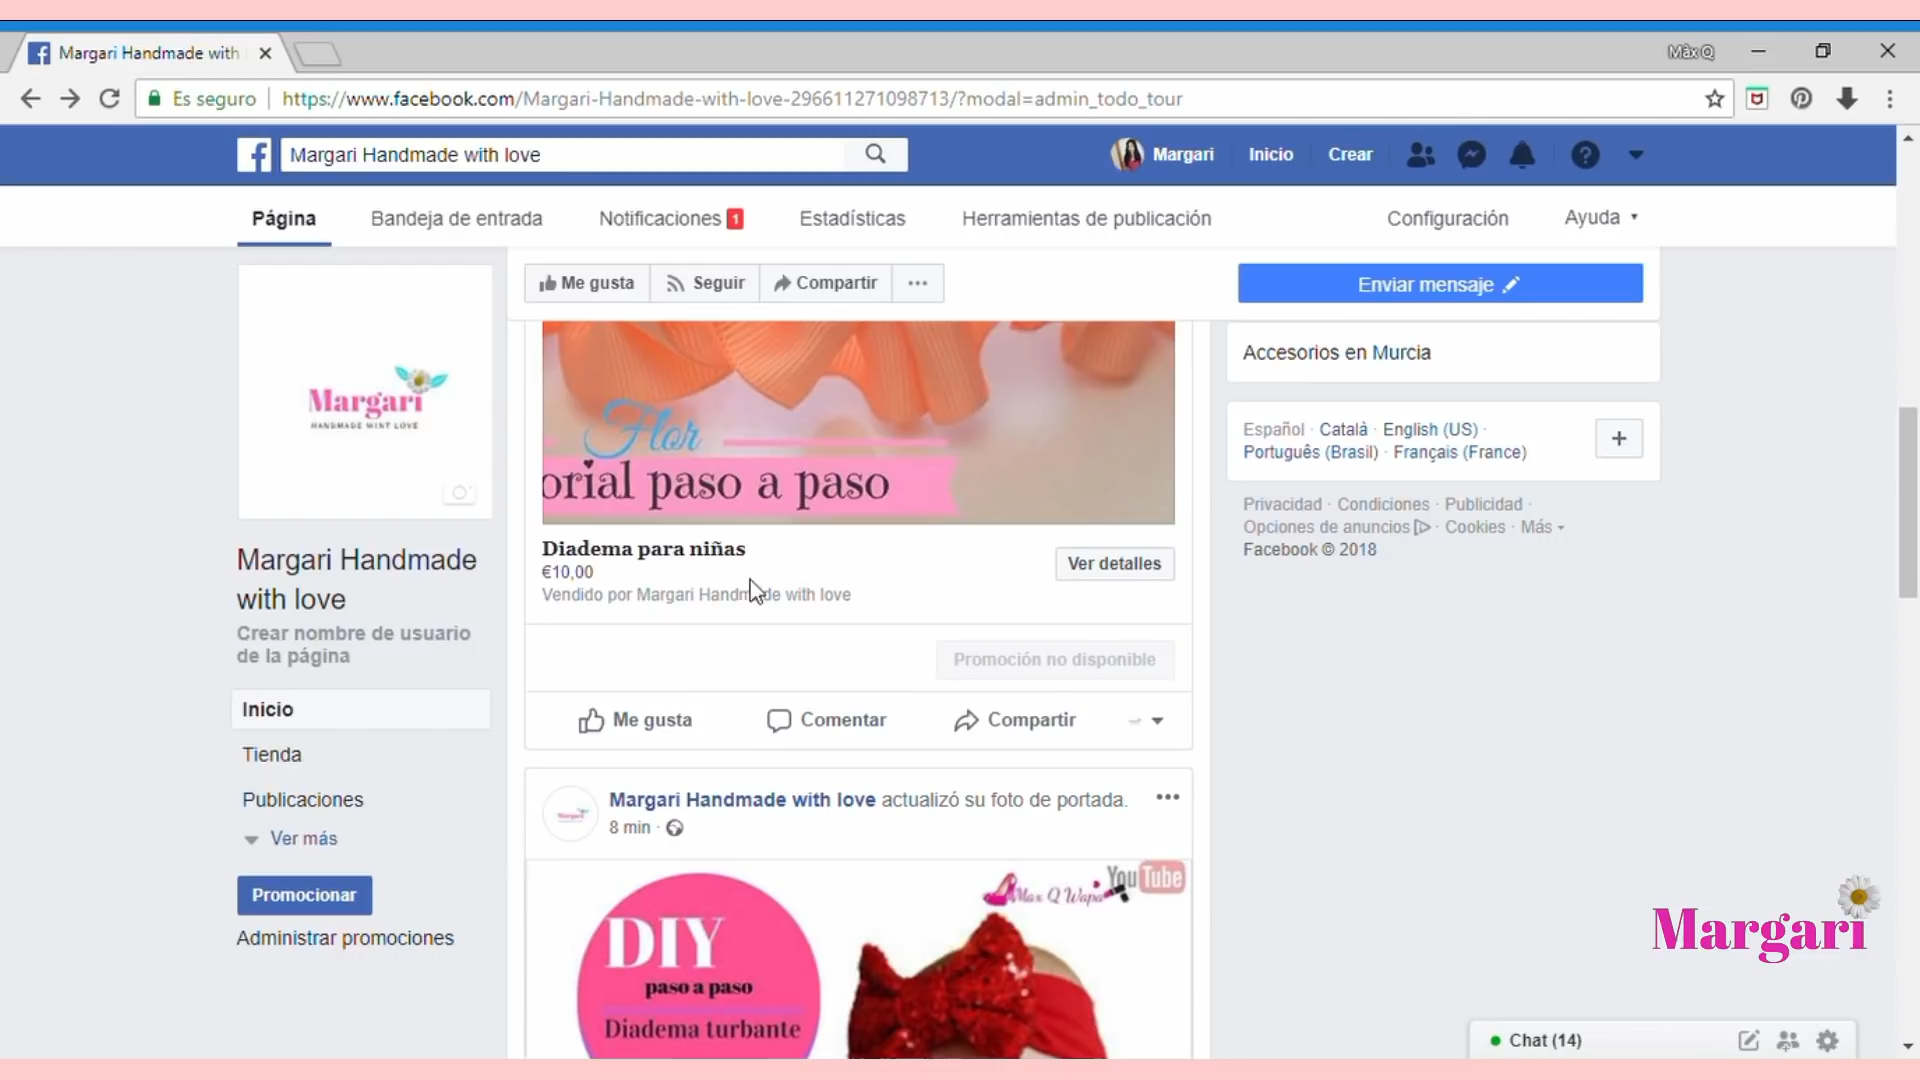 Margari Handmade with
Màx Q
Es seguro
https://www.facebook.com/Margari-Handmade-with-love-296611271098713/?modal=admin_todo_tour
Margari Handmade with love
Margari
Inicio
Crear
Página
Bandeja de entrada
Notificaciones 1
Estadísticas
Herramientas de publicación
Configuración
Ayuda
Me gusta
Seguir
Compartir
Enviar mensaje
Margari
HANDMADE WINT LOVE
Margari Handmade
with love
Crear nombre de usuario
de la página
Inicio
Tienda
Publicaciones
Ver más
Promocionar
Administrar promociones
Flor
orial paso a paso
Diadema para niñas
€10,00
Vendido por Margari Handmade with love
Ver detalles
Promoción no disponible
Me gusta
Comentar
Compartir
Margari Handmade with love actualizó su foto de portada.
8 min ·
DIY
paso a paso
Diadema turbante
Max Q Wapa
YouTube
Accesorios en Murcia
Español · Català · English (US) ·
Português (Brasil) · Français (France)
Privacidad · Condiciones · Publicidad ·
Opciones de anuncios · Cookies · Más
Facebook © 2018
Margari
Chat (14)